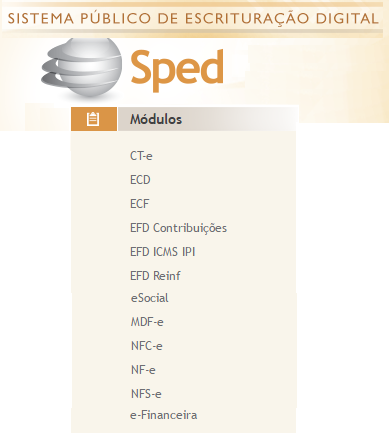 SISTEMA PÚBLICO DE ESCRITURAÇÃO DIGITAL
Sped
Módulos
CT-e
ECD
ECF
EFD Contribuições
EFD ICMS IPI
EFD Reinf
eSocial
MDF-e
NFC-e
NF-e
NFS-e
e-Financeira